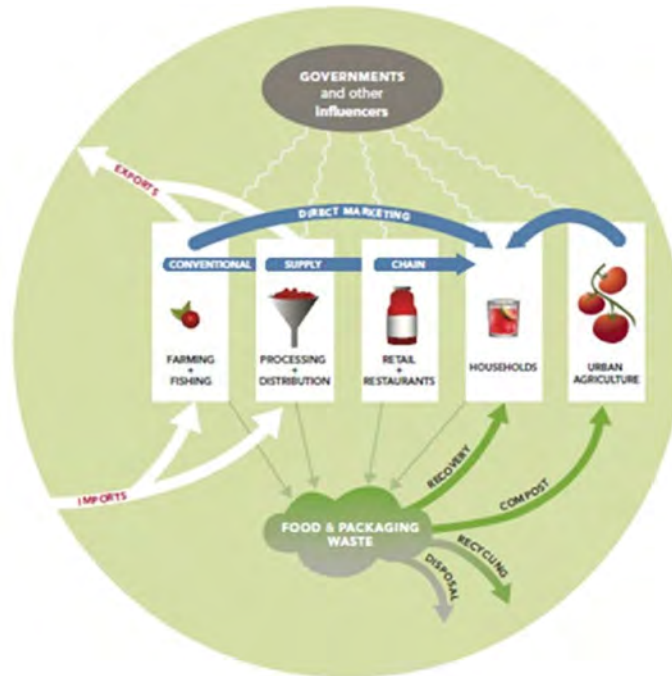 GOVERNMENTS
and other
Influencers
EXPORTS
DIRECT MARKETING
CONVENTIONAL SUPPLY CHAIN
FARMING
+
FISHING
PROCESSING
+
DISTRIBUTION
RETAIL
+
RESTAURANTS
HOUSEHOLDS
URBAN
AGRICULTURE
IMPORTS
RECOVERY
COMPOST
FOOD & PACKAGING
WASTE
RECYCLING
DISPOSAL